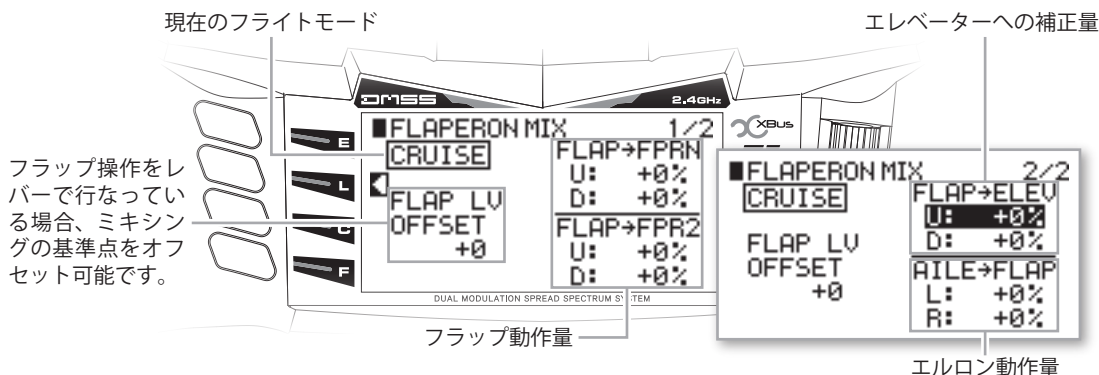 現在のフライトモード
エレベーターへの補正量
DMSS
2.4GHz
XBus
E
L
F
フラップ操作をレ
バーで行なってい
る場合、ミキシン
グの基準点をオフ
セット可能です。
■FLAPERON MIX 1/2
CRUISE
FLAP LV
OFFSET
+0
FLAP→FPRN
U: +0%
D: +0%
FLAP→FPR2
U: +0%
D: +0%
■FLAPERON MIX 2/2
CRUISE
FLAP LV
OFFSET
+0
FLAP→ELEV
U: +0%
D: +0%
AILE→FLAP
L: +0%
R: +0%
フラップ動作量
エルロン動作量